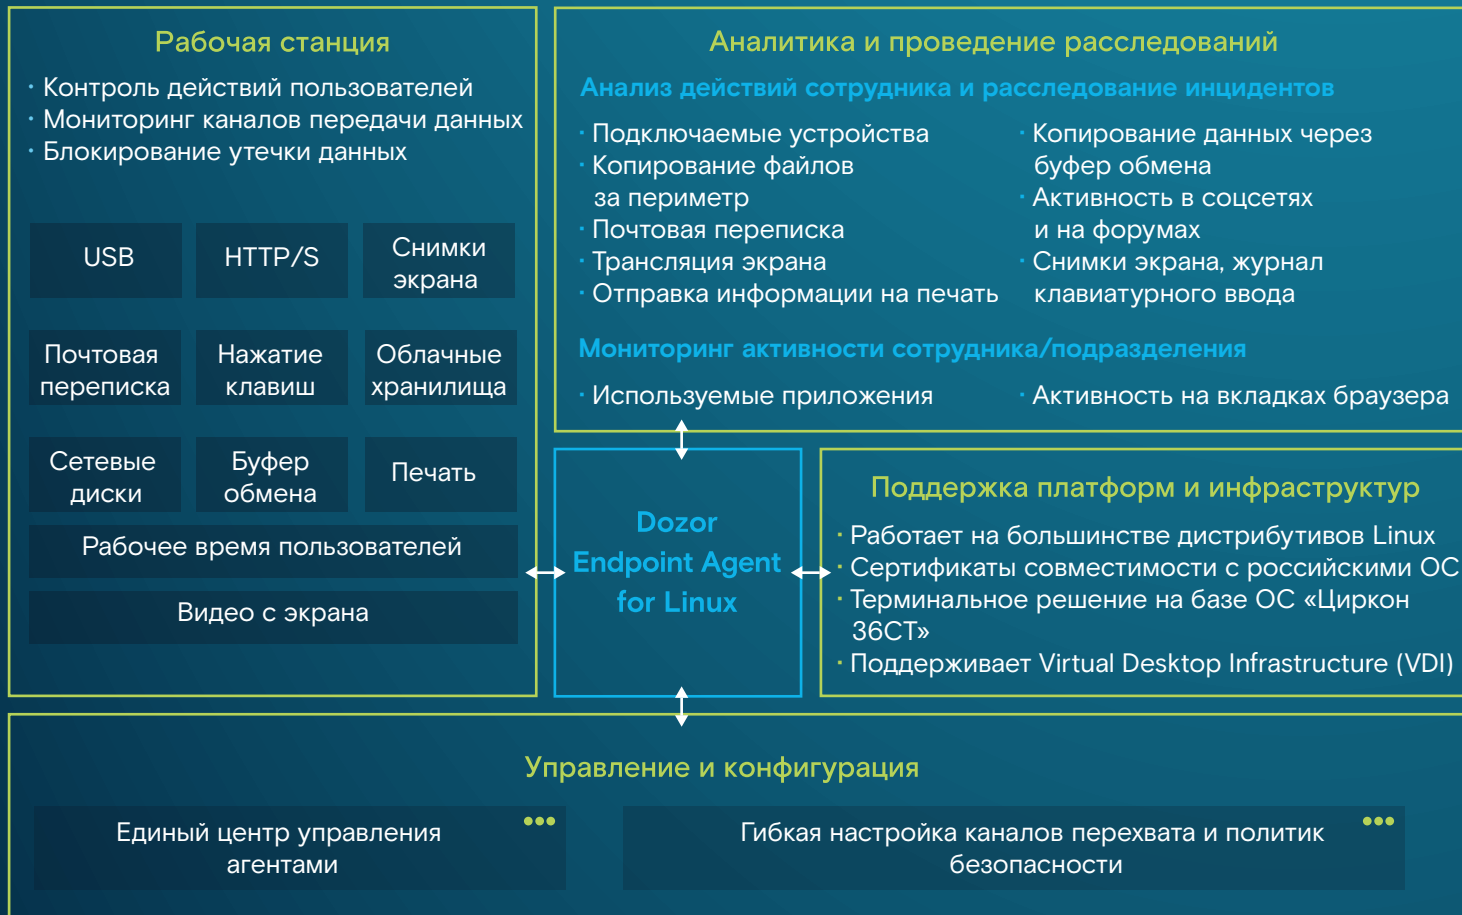 Рабочая станция
· Контроль действий пользователей
· Мониторинг каналов передачи данных
· Блокирование утечки данных
USB
HTTP/S
Снимки
экрана
Почтовая
переписка
Нажатие
клавиш
Облачные
хранилища
Сетевые
диски
Буфер
обмена
Печать
Рабочее время пользователей
Видео с экрана
Аналитика и проведение расследований
Анализ действий сотрудника и расследование инцидентов
· Подключаемые устройства
· Копирование файлов
за периметр
· Почтовая переписка
· Трансляция экрана
· Отправка информации на печать
· Копирование данных через
буфер обмена
· Активность в соцсетях
и на форумах
· Снимки экрана, журнал
клавиатурного ввода
Мониторинг активности сотрудника/подразделения
· Используемые приложения
· Активность на вкладках браузера
Dozor
Endpoint Agent
for Linux
Поддержка платформ и инфраструктур
· Работает на большинстве дистрибутивов Linux
· Сертификаты совместимости с российскими ОС
· Терминальное решение на базе ОС «Циркон
36СТ»
· Поддерживает Virtual Desktop Infrastructure (VDI)
Управление и конфигурация
Единый центр управления
агентами
Гибкая настройка каналов перехвата и политик
безопасности